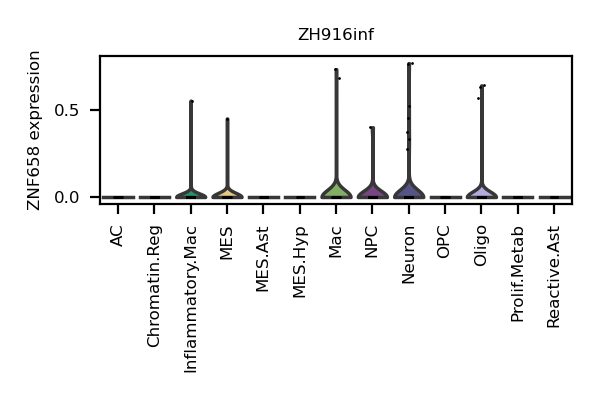 ZH916inf
ZNF658 expression
0.5
0.0
AC
Chromatin.Reg
Inflammatory.Mac
MES
MES.Ast
MES.Hyp
Mac
NPC
Neuron
OPC
Oligo
Prolif.Metab
Reactive.Ast